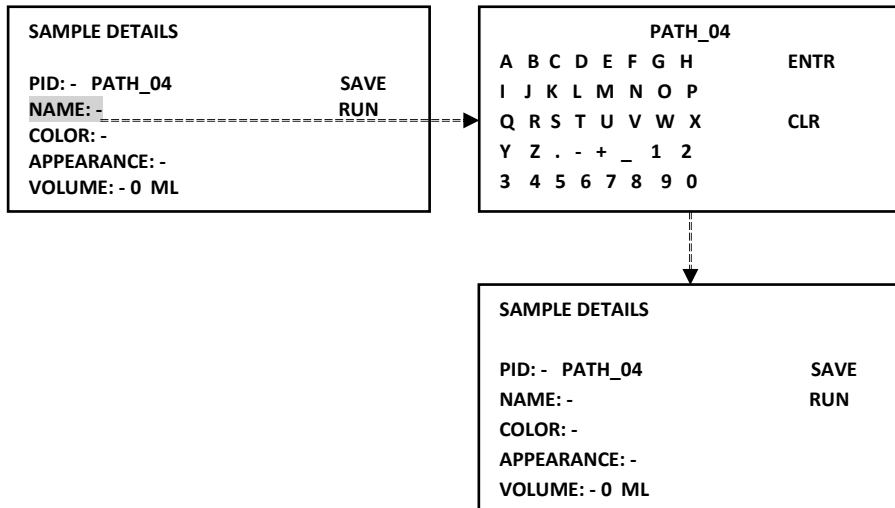 SAMPLE DETAILS
PID: - PATH_04 SAVE
NAME: - RUN
COLOR: -
APPEARANCE: -
VOLUME: - 0 ML
PATH_04
A B C D E F G H ENTR
I J K L M N O P
Q R S T U V W X CLR
Y Z . - + _ 1 2
3 4 5 6 7 8 9 0
SAMPLE DETAILS
PID: - PATH_04 SAVE
NAME: - RUN
COLOR: -
APPEARANCE: -
VOLUME: - 0 ML